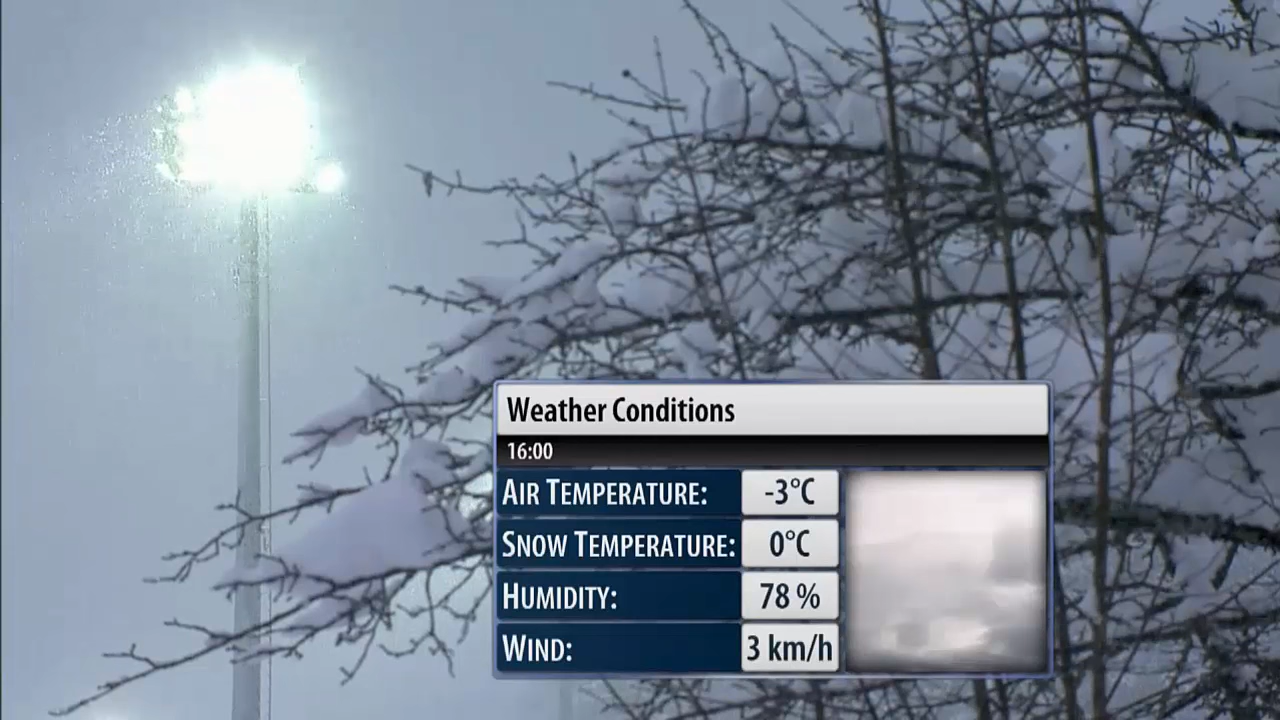 Weather Conditions
16:00
AIR TEMPERATURE: -3°C
SNOW TEMPERATURE: 0°C
HUMIDITY: 78 %
WIND: 3 km/h